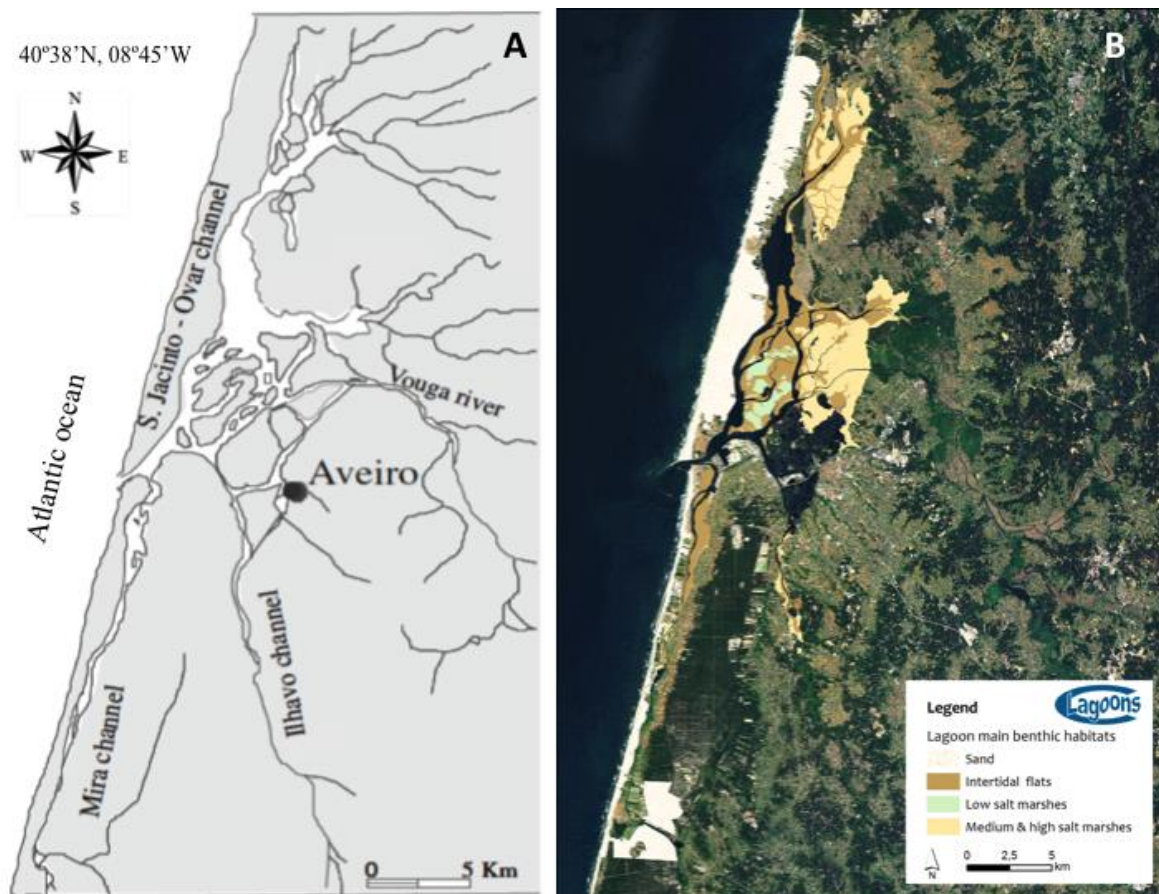 40º38’N, 08º45’W
A
N
W
E
S
S. Jacinto - Ovar channel
Atlantic ocean
Vouga river
Aveiro
Mira channel
Ilhavo channel
0 5 Km
B
Legend
Lagoons
Lagoon main benthic habitats
Sand
Intertidal flats
Low salt marshes
Medium & high salt marshes
N
0 2,5 5
km